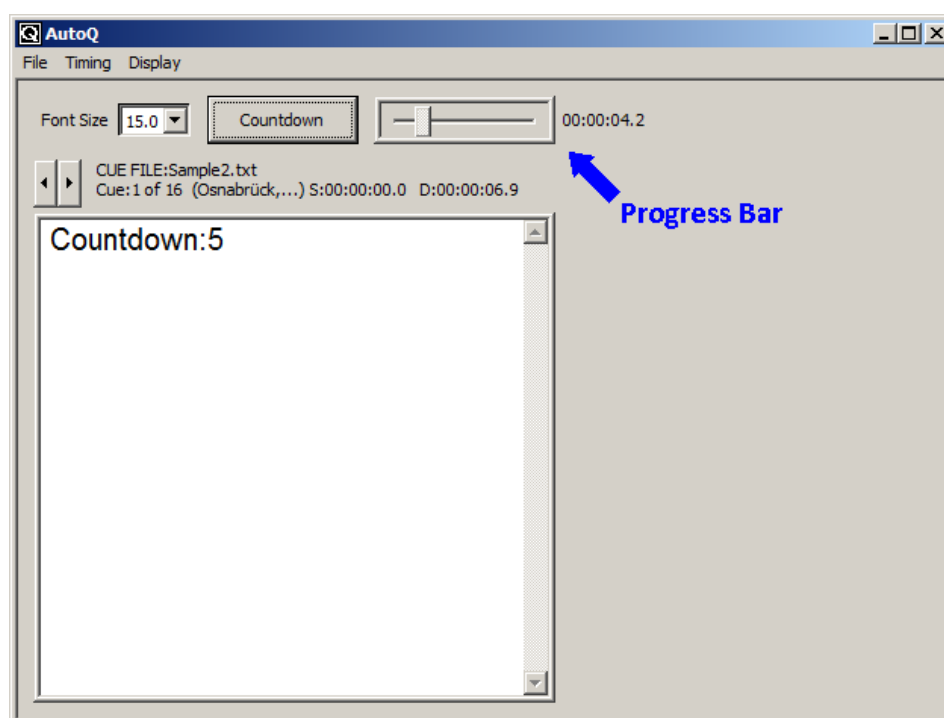 AutoQ
File Timing Display
Font Size 15.0 Countdown 00:00:04.2
CUE FILE:Sample2.txt
Cue:1 of 16 (Osnabrück,...) S:00:00:00.0 D:00:00:06.9
Progress Bar
Countdown:5